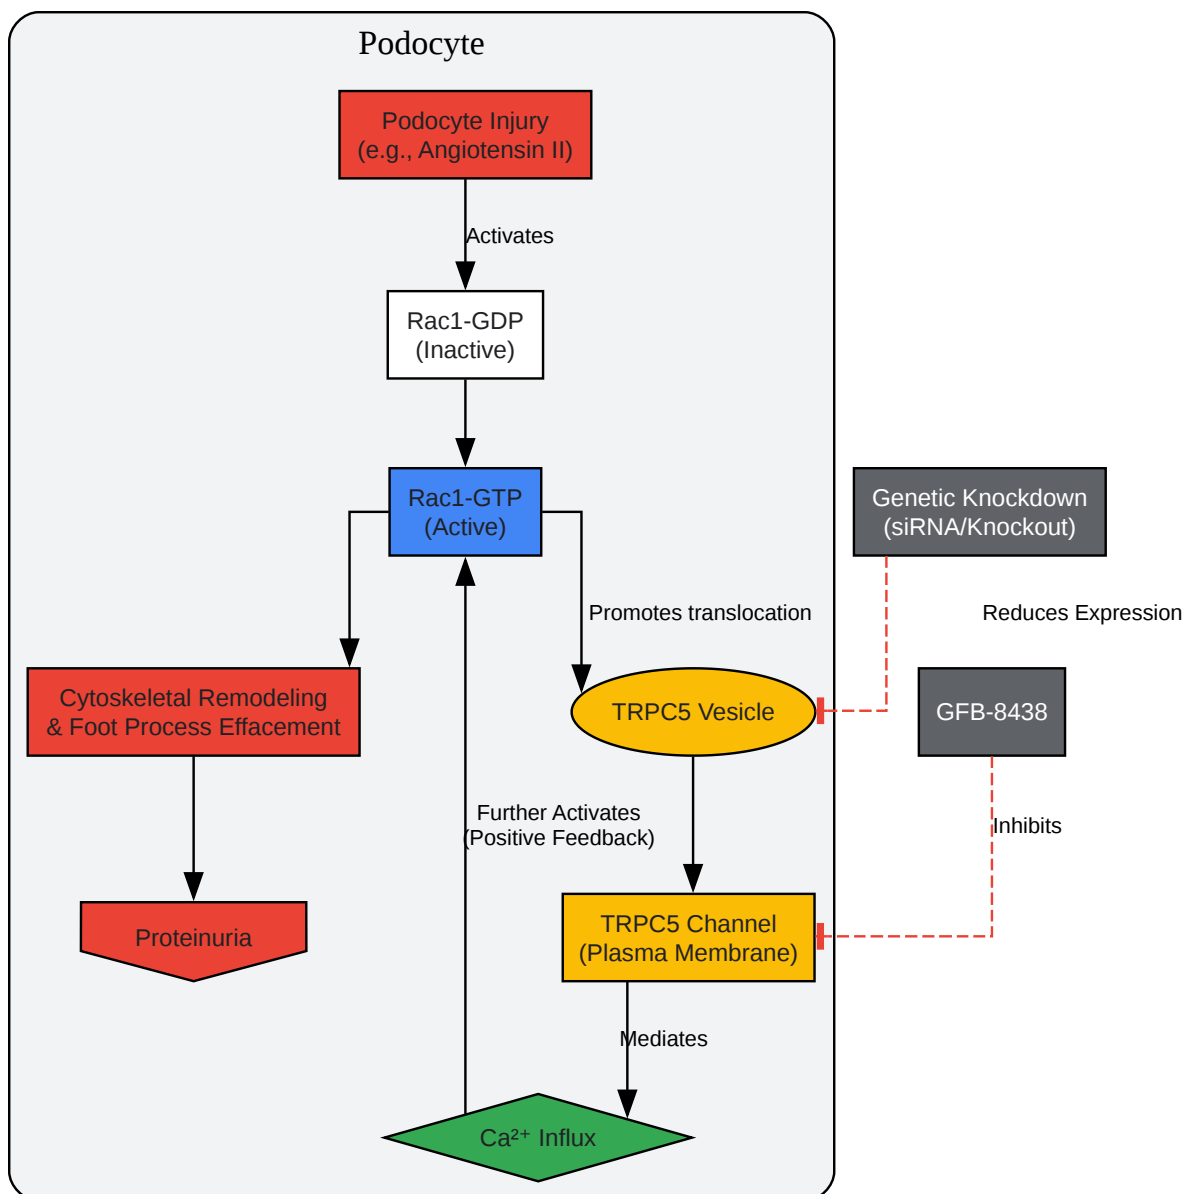 Podocyte
Podocyte Injury
(e.g., Angiotensin II)
Activates
Rac1-GDP
(Inactive)
Rac1-GTP
(Active)
Genetic Knockdown
(siRNA/Knockout)
Promotes translocation
Reduces Expression
Cytoskeletal Remodeling
& Foot Process Effacement
TRPC5 Vesicle
GFB-8438
Further Activates
(Positive Feedback)
Inhibits
Proteinuria
TRPC5 Channel
(Plasma Membrane)
Mediates
Ca²⁺ Influx